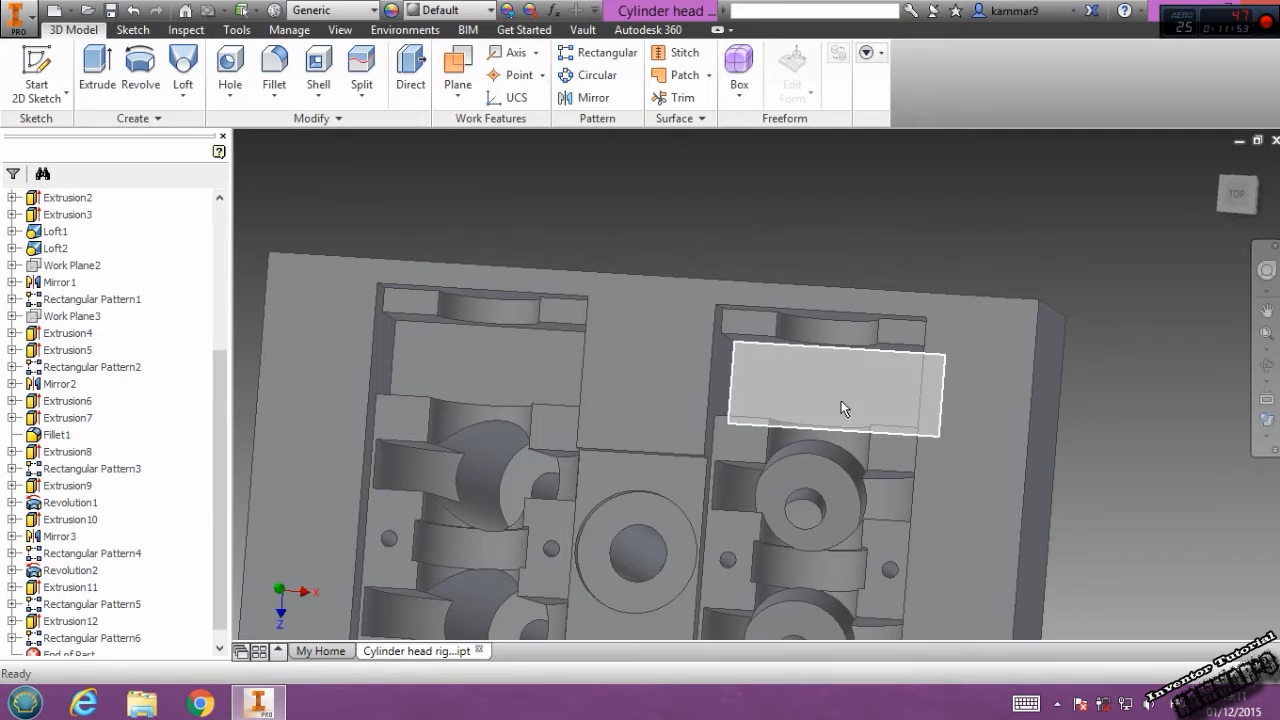 Generic
Default
Cylinder head ...
kammar9
AERO
25
47
PRO
3D Model
Sketch
Inspect
Tools
Manage
View
Environments
BIM
Get Started
Vault
Autodesk 360
Start
2D Sketch
Extrude
Revolve
Loft
Hole
Fillet
Shell
Split
Direct
Plane
Axis
Point
UCS
Rectangular
Circular
Mirror
Stitch
Patch
Trim
Box
Edit
Form
Sketch
Create
Modify
Work Features
Pattern
Surface
Freeform
Extrusion2
Extrusion3
Loft1
Loft2
Work Plane2
Mirror1
Rectangular Pattern1
Work Plane3
Extrusion4
Extrusion5
Rectangular Pattern2
Mirror2
Extrusion6
Extrusion7
Fillet1
Extrusion8
Rectangular Pattern3
Extrusion9
Revolution1
Extrusion10
Mirror3
Rectangular Pattern4
Revolution2
Extrusion11
Rectangular Pattern5
Extrusion12
Rectangular Pattern6
End of Part
TOP
X
Z
My Home
Cylinder head rig...ipt
Ready
PRO
Inventor Tutorial
01/12/2015